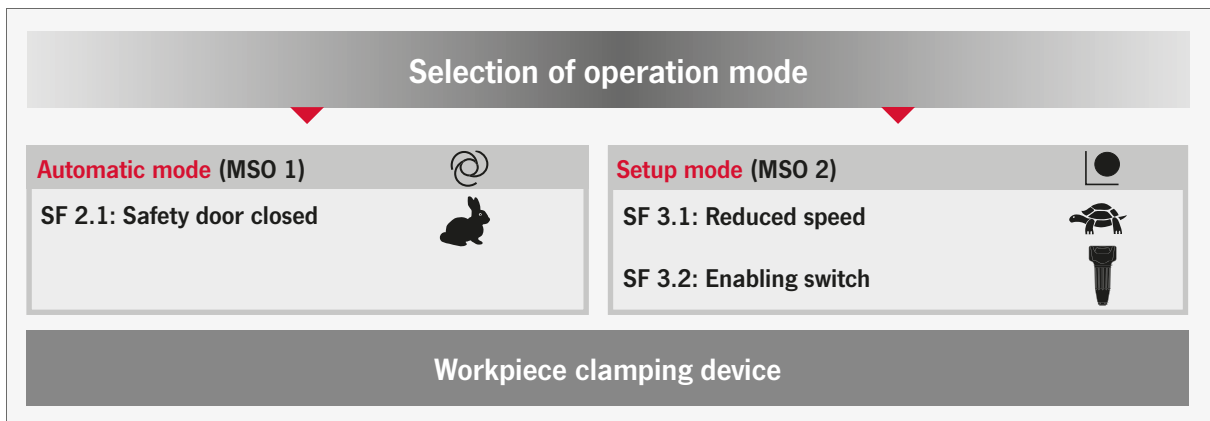 Selection of operation mode
Automatic mode (MSO 1)
SF 2.1: Safety door closed
Setup mode (MSO 2)
SF 3.1: Reduced speed
SF 3.2: Enabling switch
Workpiece clamping device